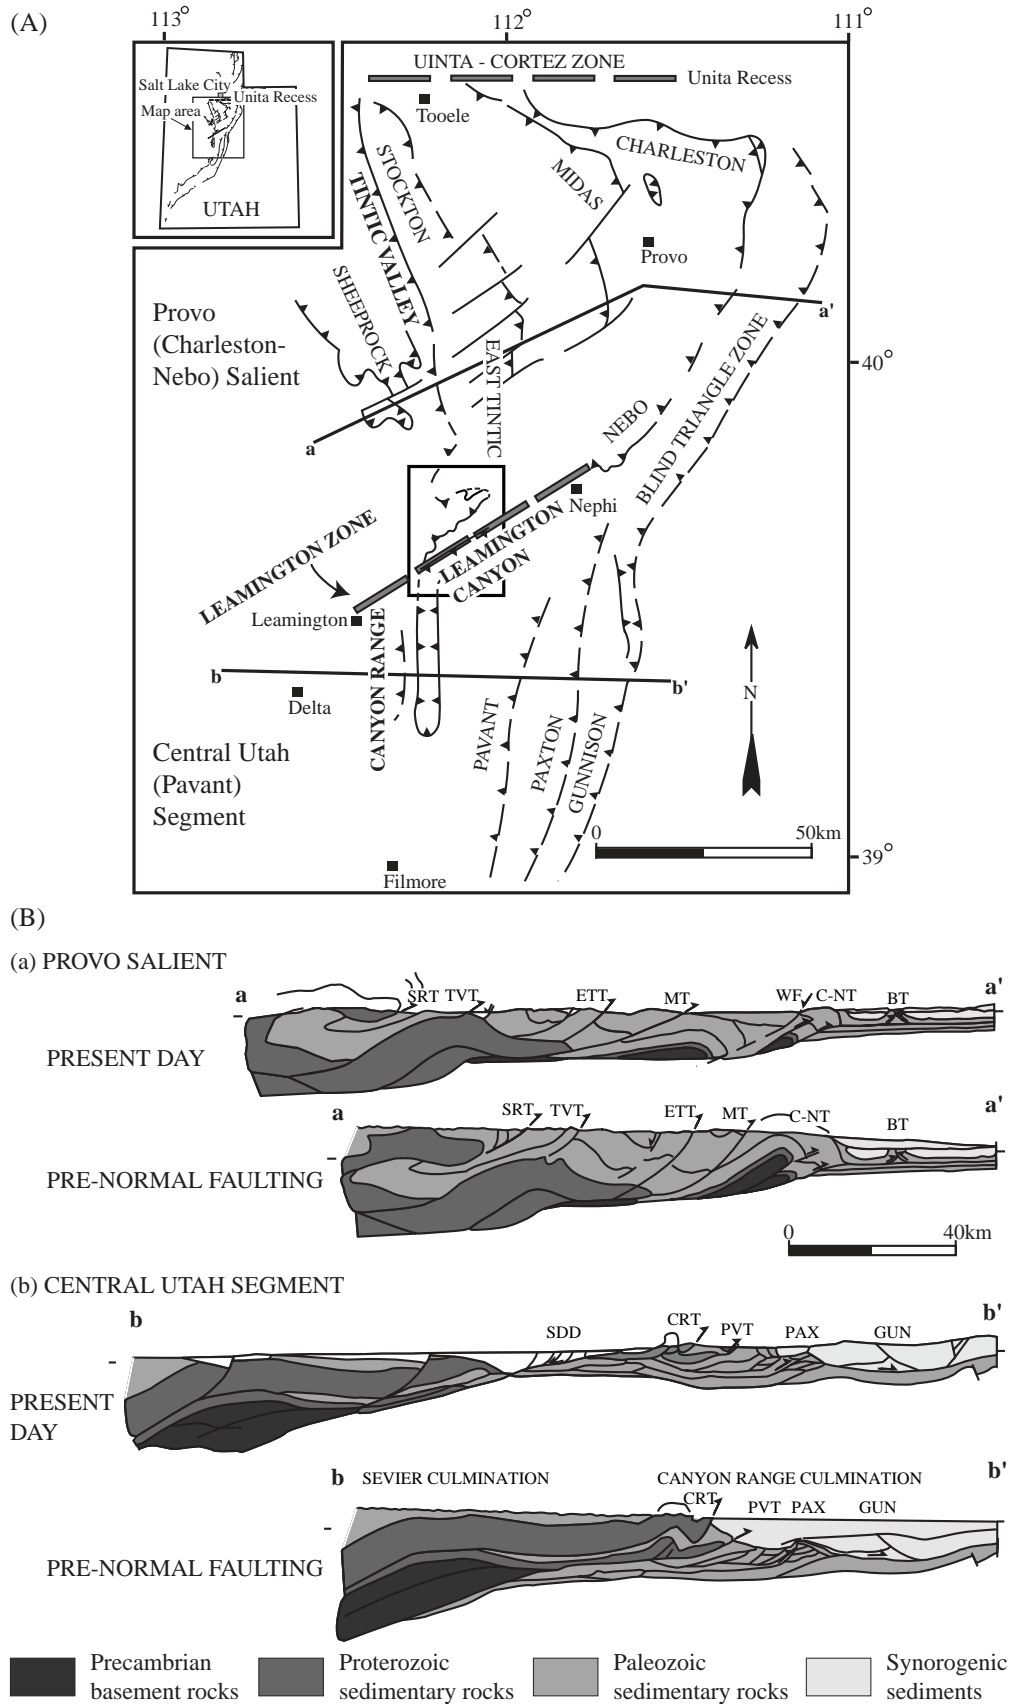 (A)
113°
112°
111°
UINTA - CORTEZ ZONE
Unita Recess
Salt Lake City
Unita Recess
Map area
UTAH
Tooele
CHARLESTON
STOCKTON
MIDAS
TINTIC VALLEY
Provo
SHEEPROCK
Provo
(Charleston-
Nebo) Salient
a'
40°
EAST TINTIC
BLIND TRIANGLE ZONE
a
NEBO
Nephi
LEAMINGTON ZONE
LEAMINGTON
CANYON
Leamington
CANYON RANGE
b
b'
N
Delta
PAVANT
PAXTON
GUNNISON
Central Utah
(Pavant)
Segment
0
50km
39°
Filmore
(B)
(a) PROVO SALIENT
a
SRT
TVT
ETT
MT
WF
C-NT
BT
a'
PRESENT DAY
a
SRT
TVT
ETT
MT
C-NT
BT
a'
PRE-NORMAL FAULTING
0
40km
(b) CENTRAL UTAH SEGMENT
b
SDD
CRT
PVT
PAX
GUN
b'
PRESENT
DAY
b
SEVIER CULMINATION
CANYON RANGE CULMINATION
b'
CRT
PVT
PAX
GUN
PRE-NORMAL FAULTING
Precambrian
basement rocks
Proterozoic
sedimentary rocks
Paleozoic
sedimentary rocks
Synorogenic
sediments